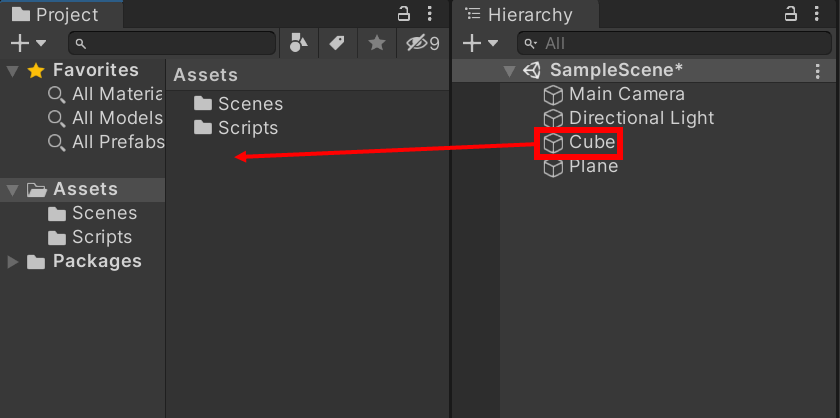 Project
9
Favorites
All Materia
All Models
All Prefabs
Assets
Scenes
Scripts
Packages
Assets
Scenes
Scripts
Hierarchy
All
SampleScene*
Main Camera
Directional Light
Cube
Plane